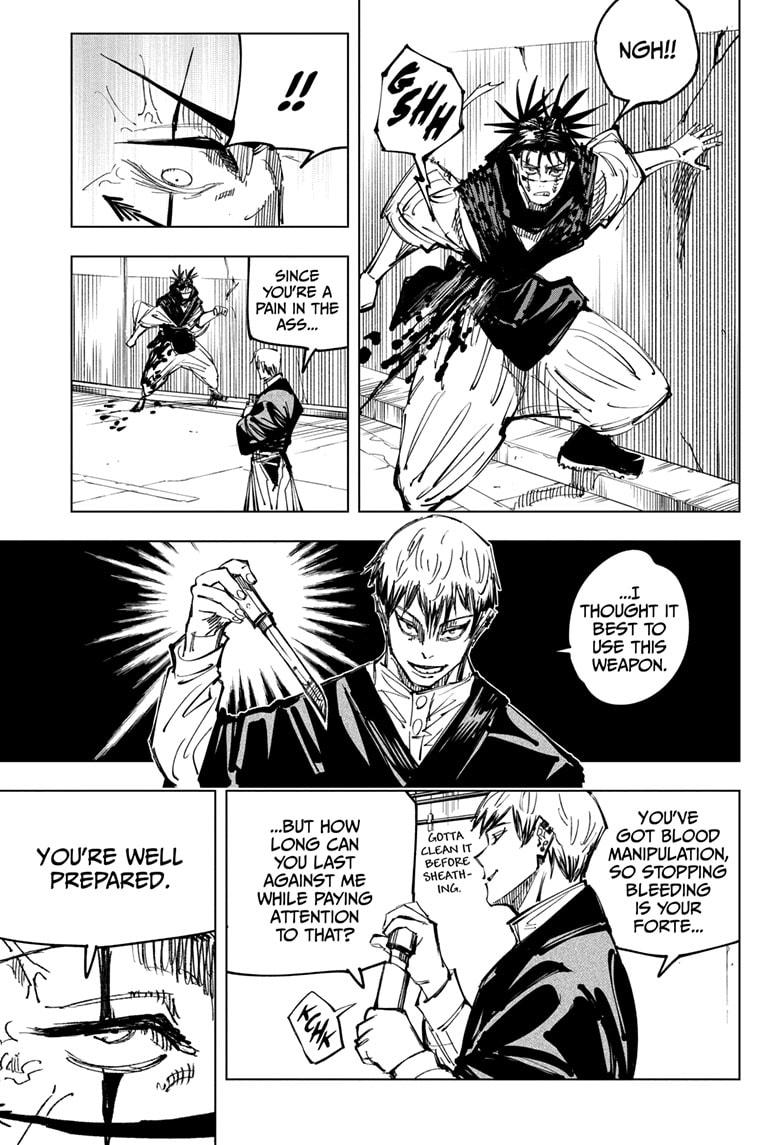 NGH!!
GSHH
!!
SINCE
YOU'RE A
PAIN IN THE
ASS...
...I
THOUGHT IT
BEST TO
USE THIS
WEAPON.
YOU'VE
GOT BLOOD
MANIPULATION,
SO STOPPING
BLEEDING
IS YOUR
FORTE...
GOTTA
CLEAN IT
BEFORE
SHEATH-
ING.
...BUT HOW
LONG CAN
YOU LAST
AGAINST ME
WHILE PAYING
ATTENTION
TO THAT?
KCHK
YOU'RE WELL
PREPARED.